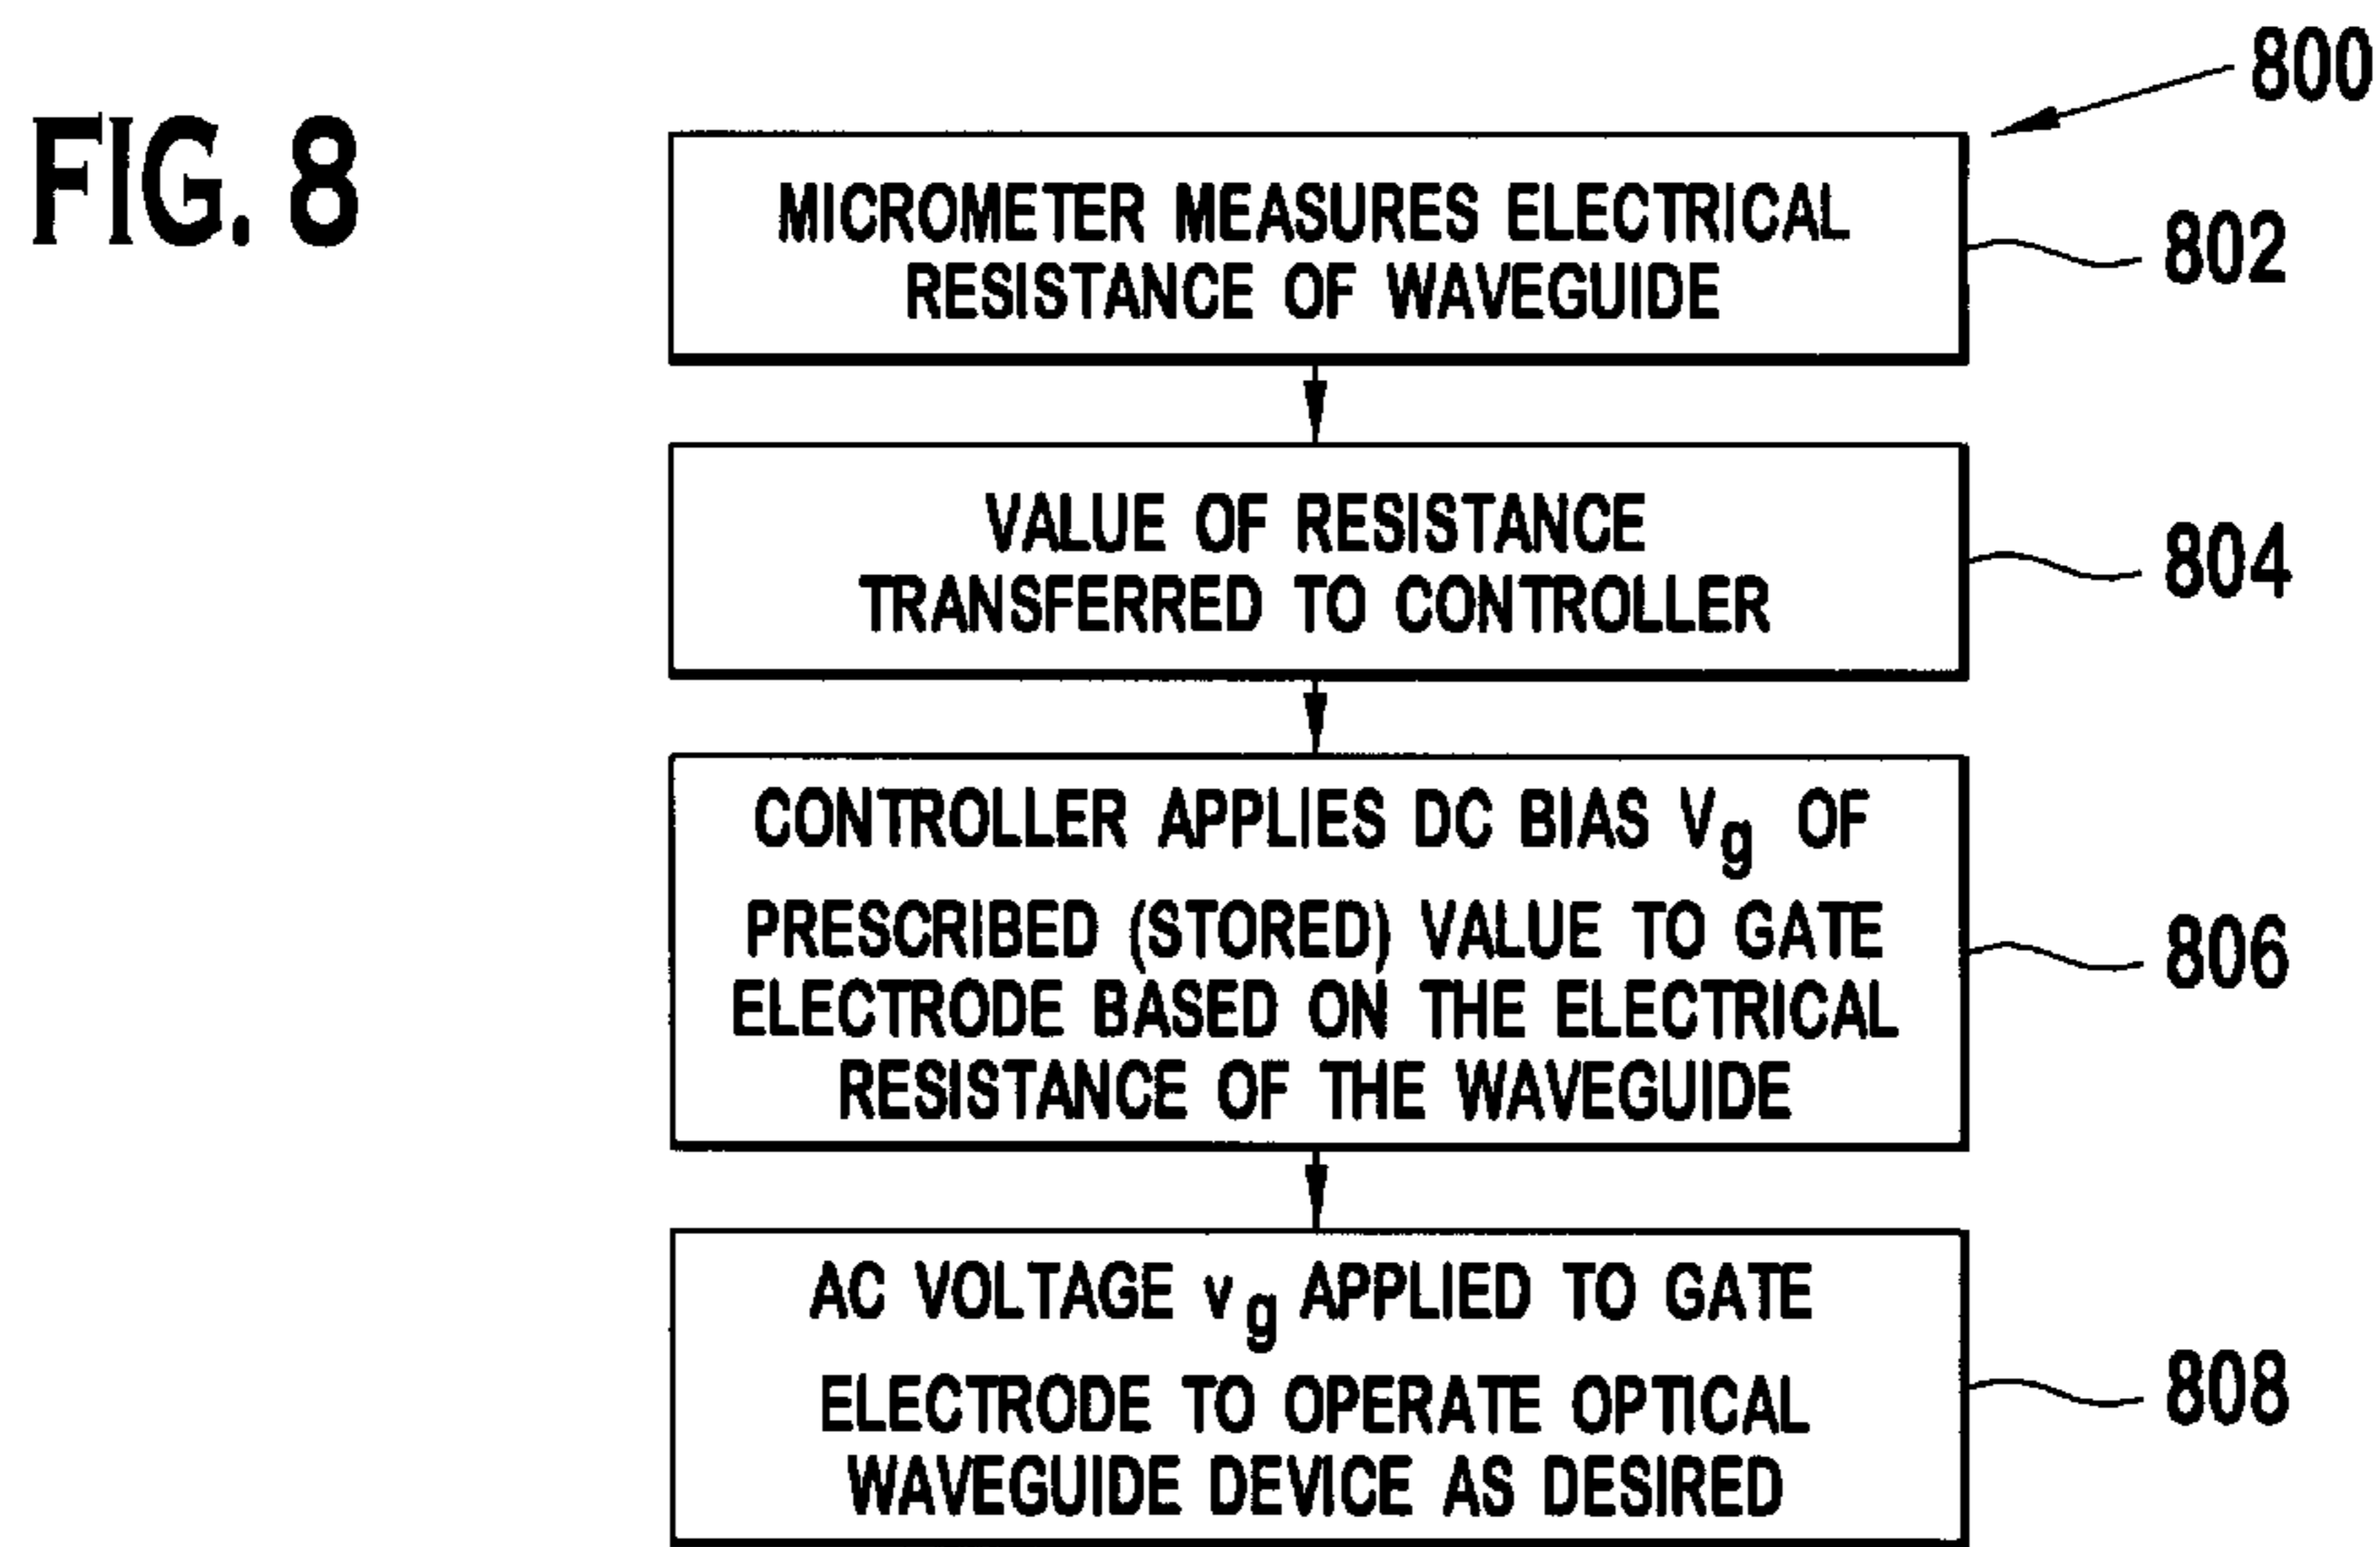 FIG. 8
800
MICROMETER MEASURES ELECTRICAL
RESISTANCE OF WAVEGUIDE
802
VALUE OF RESISTANCE
TRANSFERRED TO CONTROLLER
804
CONTROLLER APPLIES DC BIAS Vg OF
PRESCRIBED (STORED) VALUE TO GATE
ELECTRODE BASED ON THE ELECTRICAL
RESISTANCE OF THE WAVEGUIDE
806
AC VOLTAGE vg APPLIED TO GATE
ELECTRODE TO OPERATE OPTICAL
WAVEGUIDE DEVICE AS DESIRED
808